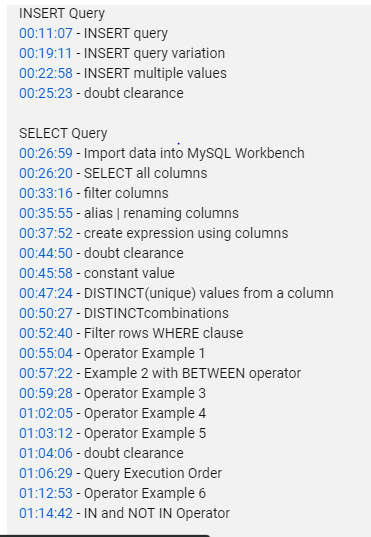 INSERT Query
00:11:07 - INSERT query
00:19:11 - INSERT query variation
00:22:58 - INSERT multiple values
00:25:23 - doubt clearance
SELECT Query
00:26:59 - Import data into MySQL Workbench
00:26:20 - SELECT all columns
00:33:16 - filter columns
00:35:55 - alias | renaming columns
00:37:52 - create expression using columns
00:44:50 - doubt clearance
00:45:58 - constant value
00:47:24 - DISTINCT(unique) values from a column
00:50:27 - DISTINCTcombinations
00:52:40 - Filter rows WHERE clause
00:55:04 - Operator Example 1
00:57:22 - Example 2 with BETWEEN operator
00:59:28 - Operator Example 3
01:02:05 - Operator Example 4
01:03:12 - Operator Example 5
01:04:06 - doubt clearance
01:06:29 - Query Execution Order
01:12:53 - Operator Example 6
01:14:42 - IN and NOT IN Operator